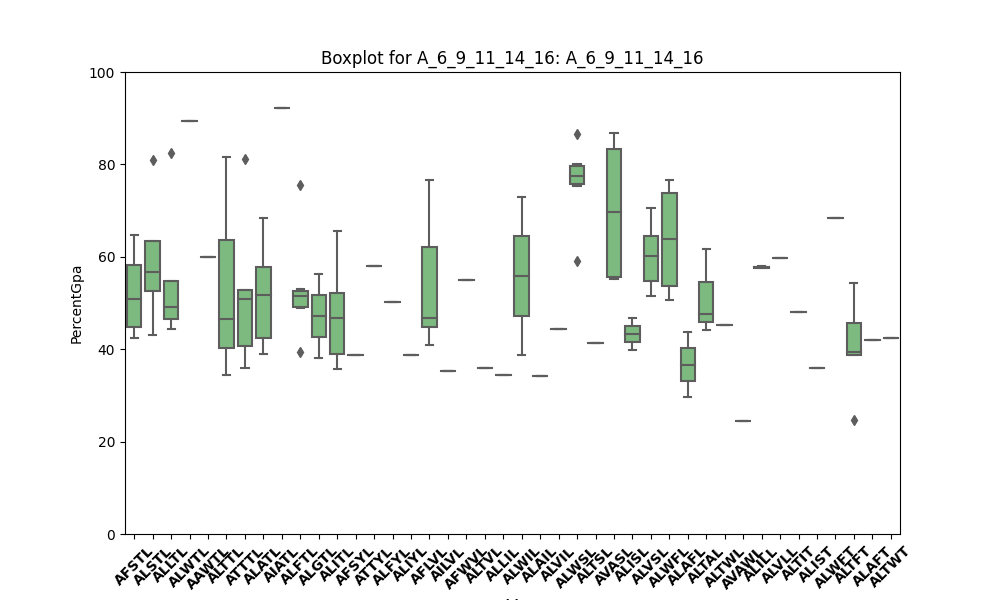 Boxplot for A_6_9_11_14_16: A_6_9_11_14_16
PercentGpa
100
80
60
40
20
0
AFSTL
ALSTL
ALLTL
ALWTL
AAWTL
ALTTL
ATTTL
ALATL
AIATL
ALFTL
ALGTL
ALITL
AFSYL
ATTYL
ALFYL
ALIYL
AFLVL
AILVL
AFWVL
ALTVL
ALLIL
ALWIL
ALAIL
ALVIL
ALWSL
ALTSL
AVASL
ALISL
ALVSL
ALWFL
ALAFL
ALTAL
ALTWL
AVAWL
ALILL
ALVLL
ALTIT
ALIST
ALWFT
ALTFT
ALAFT
ALTWT